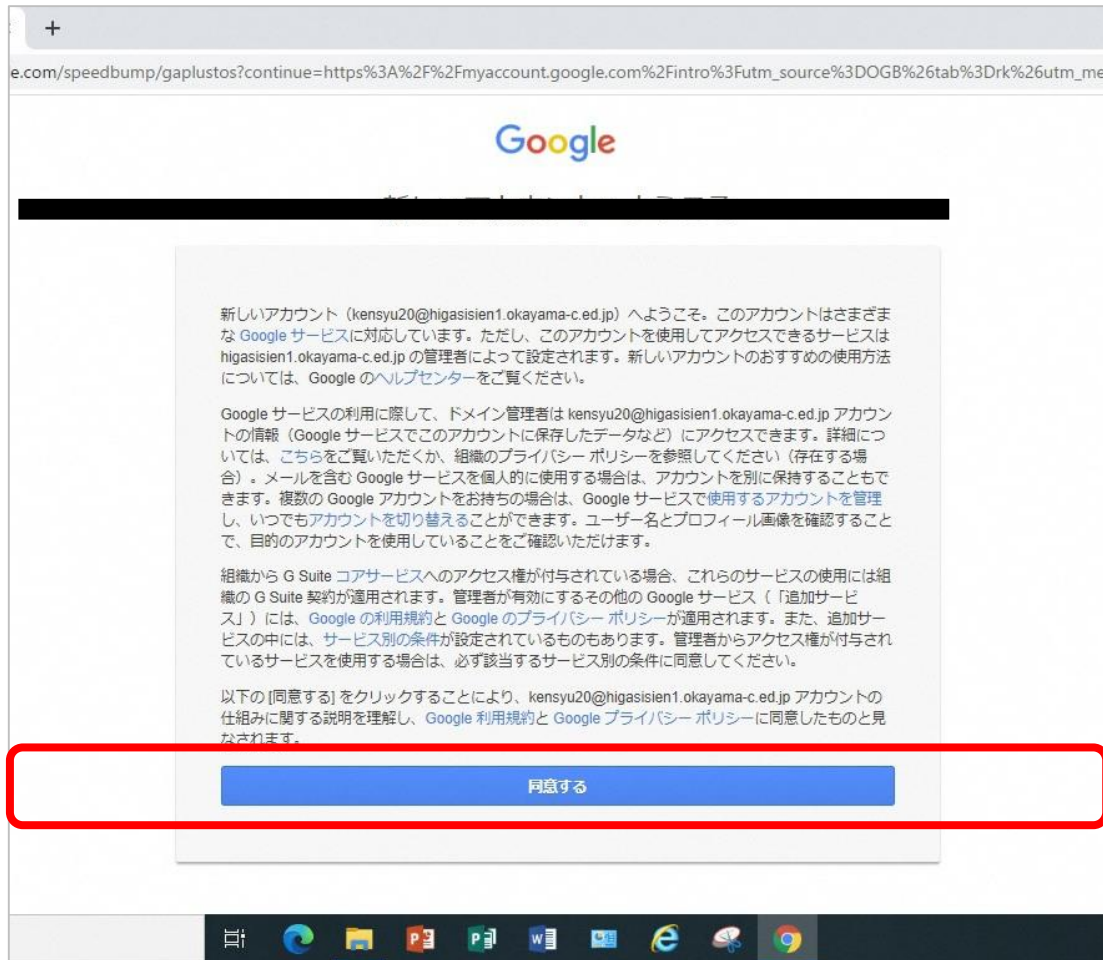 e.com/speedbump/gaplustos?continue=https%3A%2F%2Fmyaccount.google.com%2Fintro%3Futm_source%3DOGB%26tab%3Drk%26utm_me
Google
新しいアカウント（kensyu20@higasisien1.okayama-c.ed.jp）へようこそ。このアカウントはさまざま
な Google サービスに対応しています。ただし、このアカウントを使用してアクセスできるサービスは
higasisien1.okayama-c.ed.jp の管理者によって設定されます。新しいアカウントのおすすめの使用方法
については、Google のヘルプセンターをご覧ください。
Google サービスの利用に際して、ドメイン管理者は kensyu20@higasisien1.okayama-c.ed.jp アカウン
トの情報（Google サービスでこのアカウントに保存したデータなど）にアクセスできます。詳細につ
いては、こちらをご覧いただくか、組織のプライバシー ポリシーを参照してください（存在する場
合）。メールを含む Google サービスを個人的に使用する場合は、アカウントを別に保持することもで
きます。複数の Google アカウントをお持ちの場合は、Google サービスで使用するアカウントを管理
し、いつでもアカウントを切り替えることができます。ユーザー名とプロフィール画像を確認すること
で、目的のアカウントを使用していることをご確認いただけます。
組織から G Suite コアサービスへのアクセス権が付与されている場合、これらのサービスの使用には組
織の G Suite 契約が適用されます。管理者が有効にするその他の Google サービス（「追加サービ
ス」）には、Google の利用規約と Google のプライバシー ポリシーが適用されます。また、追加サー
ビスの中には、サービス別の条件が設定されているものもあります。管理者からアクセス権が付与され
ているサービスを使用する場合は、必ず該当するサービス別の条件に同意してください。
以下の [同意する] をクリックすることにより、kensyu20@higasisien1.okayama-c.ed.jp アカウントの
仕組みに関する説明を理解し、Google 利用規約と Google プライバシー ポリシーに同意したものと見
なされます。
同意する